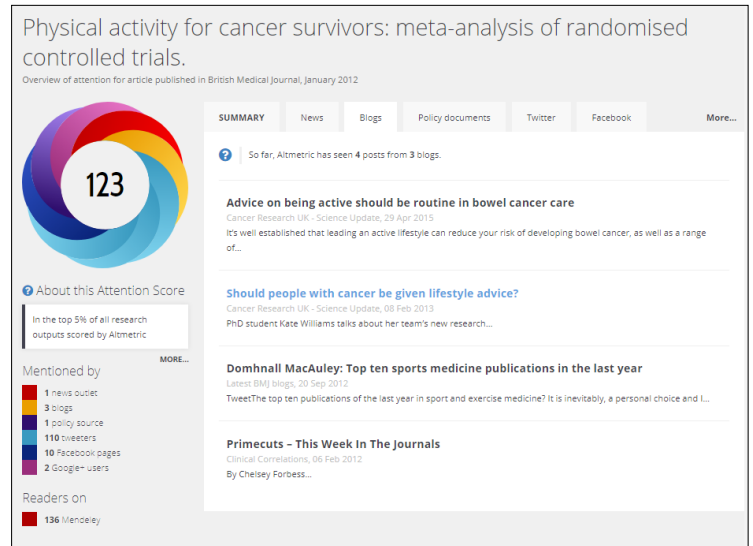 Physical activity for cancer survivors: meta-analysis of randomised
controlled trials.
Overview of attention for article published in British Medical Journal, January 2012
123
About this Attention Score
In the top 5% of all research
outputs scored by Altmetric
MORE...
Mentioned by
1 news outlet
3 blogs
1 policy source
110 tweeters
10 Facebook pages
2 Google+ users
Readers on
136 Mendeley
SUMMARY News Blogs Policy documents Twitter Facebook More...
So far, Altmetric has seen 4 posts from 3 blogs.
Advice on being active should be routine in bowel cancer care
Cancer Research UK - Science Update, 29 Apr 2015
It's well established that leading an active lifestyle can reduce your risk of developing bowel cancer, as well as a range
of...
Should people with cancer be given lifestyle advice?
Cancer Research UK - Science Update, 08 Feb 2013
PhD student Kate Williams talks about her team's new research...
Domhnall MacAuley: Top ten sports medicine publications in the last year
Latest BMJ blogs, 20 Sep 2012
TweetThe top ten publications of the last year in sport and exercise medicine? It is inevitably, a personal choice and I...
Primecuts – This Week In The Journals
Clinical Correlations, 06 Feb 2012
By Chelsey Forbess...